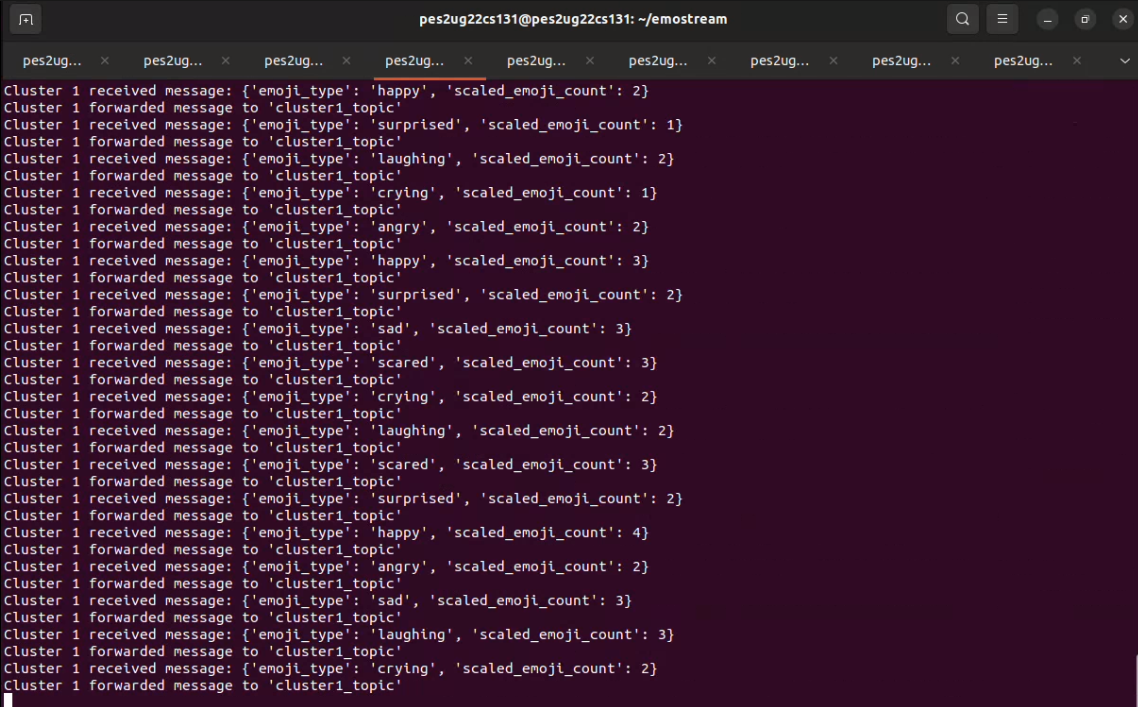 pes2ug22cs131@pes2ug22cs131: ~/emostream
pes2ug... pes2ug... pes2ug... pes2ug... pes2ug... pes2ug... pes2ug... pes2ug... pes2ug...
Cluster 1 received message: {'emoji_type': 'happy', 'scaled_emoji_count': 2}
Cluster 1 forwarded message to 'cluster1_topic'
Cluster 1 received message: {'emoji_type': 'surprised', 'scaled_emoji_count': 1}
Cluster 1 forwarded message to 'cluster1_topic'
Cluster 1 received message: {'emoji_type': 'laughing', 'scaled_emoji_count': 2}
Cluster 1 forwarded message to 'cluster1_topic'
Cluster 1 received message: {'emoji_type': 'crying', 'scaled_emoji_count': 1}
Cluster 1 forwarded message to 'cluster1_topic'
Cluster 1 received message: {'emoji_type': 'angry', 'scaled_emoji_count': 2}
Cluster 1 forwarded message to 'cluster1_topic'
Cluster 1 received message: {'emoji_type': 'happy', 'scaled_emoji_count': 3}
Cluster 1 forwarded message to 'cluster1_topic'
Cluster 1 received message: {'emoji_type': 'surprised', 'scaled_emoji_count': 2}
Cluster 1 forwarded message to 'cluster1_topic'
Cluster 1 received message: {'emoji_type': 'sad', 'scaled_emoji_count': 3}
Cluster 1 forwarded message to 'cluster1_topic'
Cluster 1 received message: {'emoji_type': 'scared', 'scaled_emoji_count': 3}
Cluster 1 forwarded message to 'cluster1_topic'
Cluster 1 received message: {'emoji_type': 'crying', 'scaled_emoji_count': 2}
Cluster 1 forwarded message to 'cluster1_topic'
Cluster 1 received message: {'emoji_type': 'laughing', 'scaled_emoji_count': 2}
Cluster 1 forwarded message to 'cluster1_topic'
Cluster 1 received message: {'emoji_type': 'scared', 'scaled_emoji_count': 3}
Cluster 1 forwarded message to 'cluster1_topic'
Cluster 1 received message: {'emoji_type': 'surprised', 'scaled_emoji_count': 2}
Cluster 1 forwarded message to 'cluster1_topic'
Cluster 1 received message: {'emoji_type': 'happy', 'scaled_emoji_count': 4}
Cluster 1 forwarded message to 'cluster1_topic'
Cluster 1 received message: {'emoji_type': 'angry', 'scaled_emoji_count': 2}
Cluster 1 forwarded message to 'cluster1_topic'
Cluster 1 received message: {'emoji_type': 'sad', 'scaled_emoji_count': 3}
Cluster 1 forwarded message to 'cluster1_topic'
Cluster 1 received message: {'emoji_type': 'laughing', 'scaled_emoji_count': 3}
Cluster 1 forwarded message to 'cluster1_topic'
Cluster 1 received message: {'emoji_type': 'crying', 'scaled_emoji_count': 2}
Cluster 1 forwarded message to 'cluster1_topic'